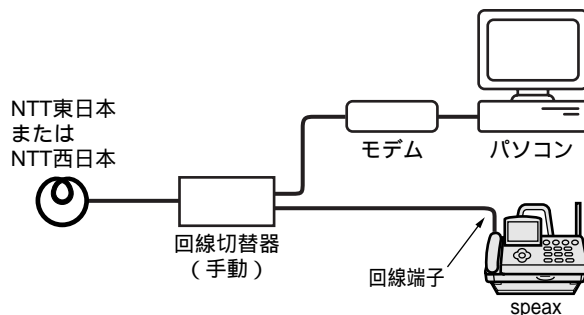 NTT東日本
または
NTT西日本
モデム
パソコン
回線切替器
（手動）
回線端子
speax